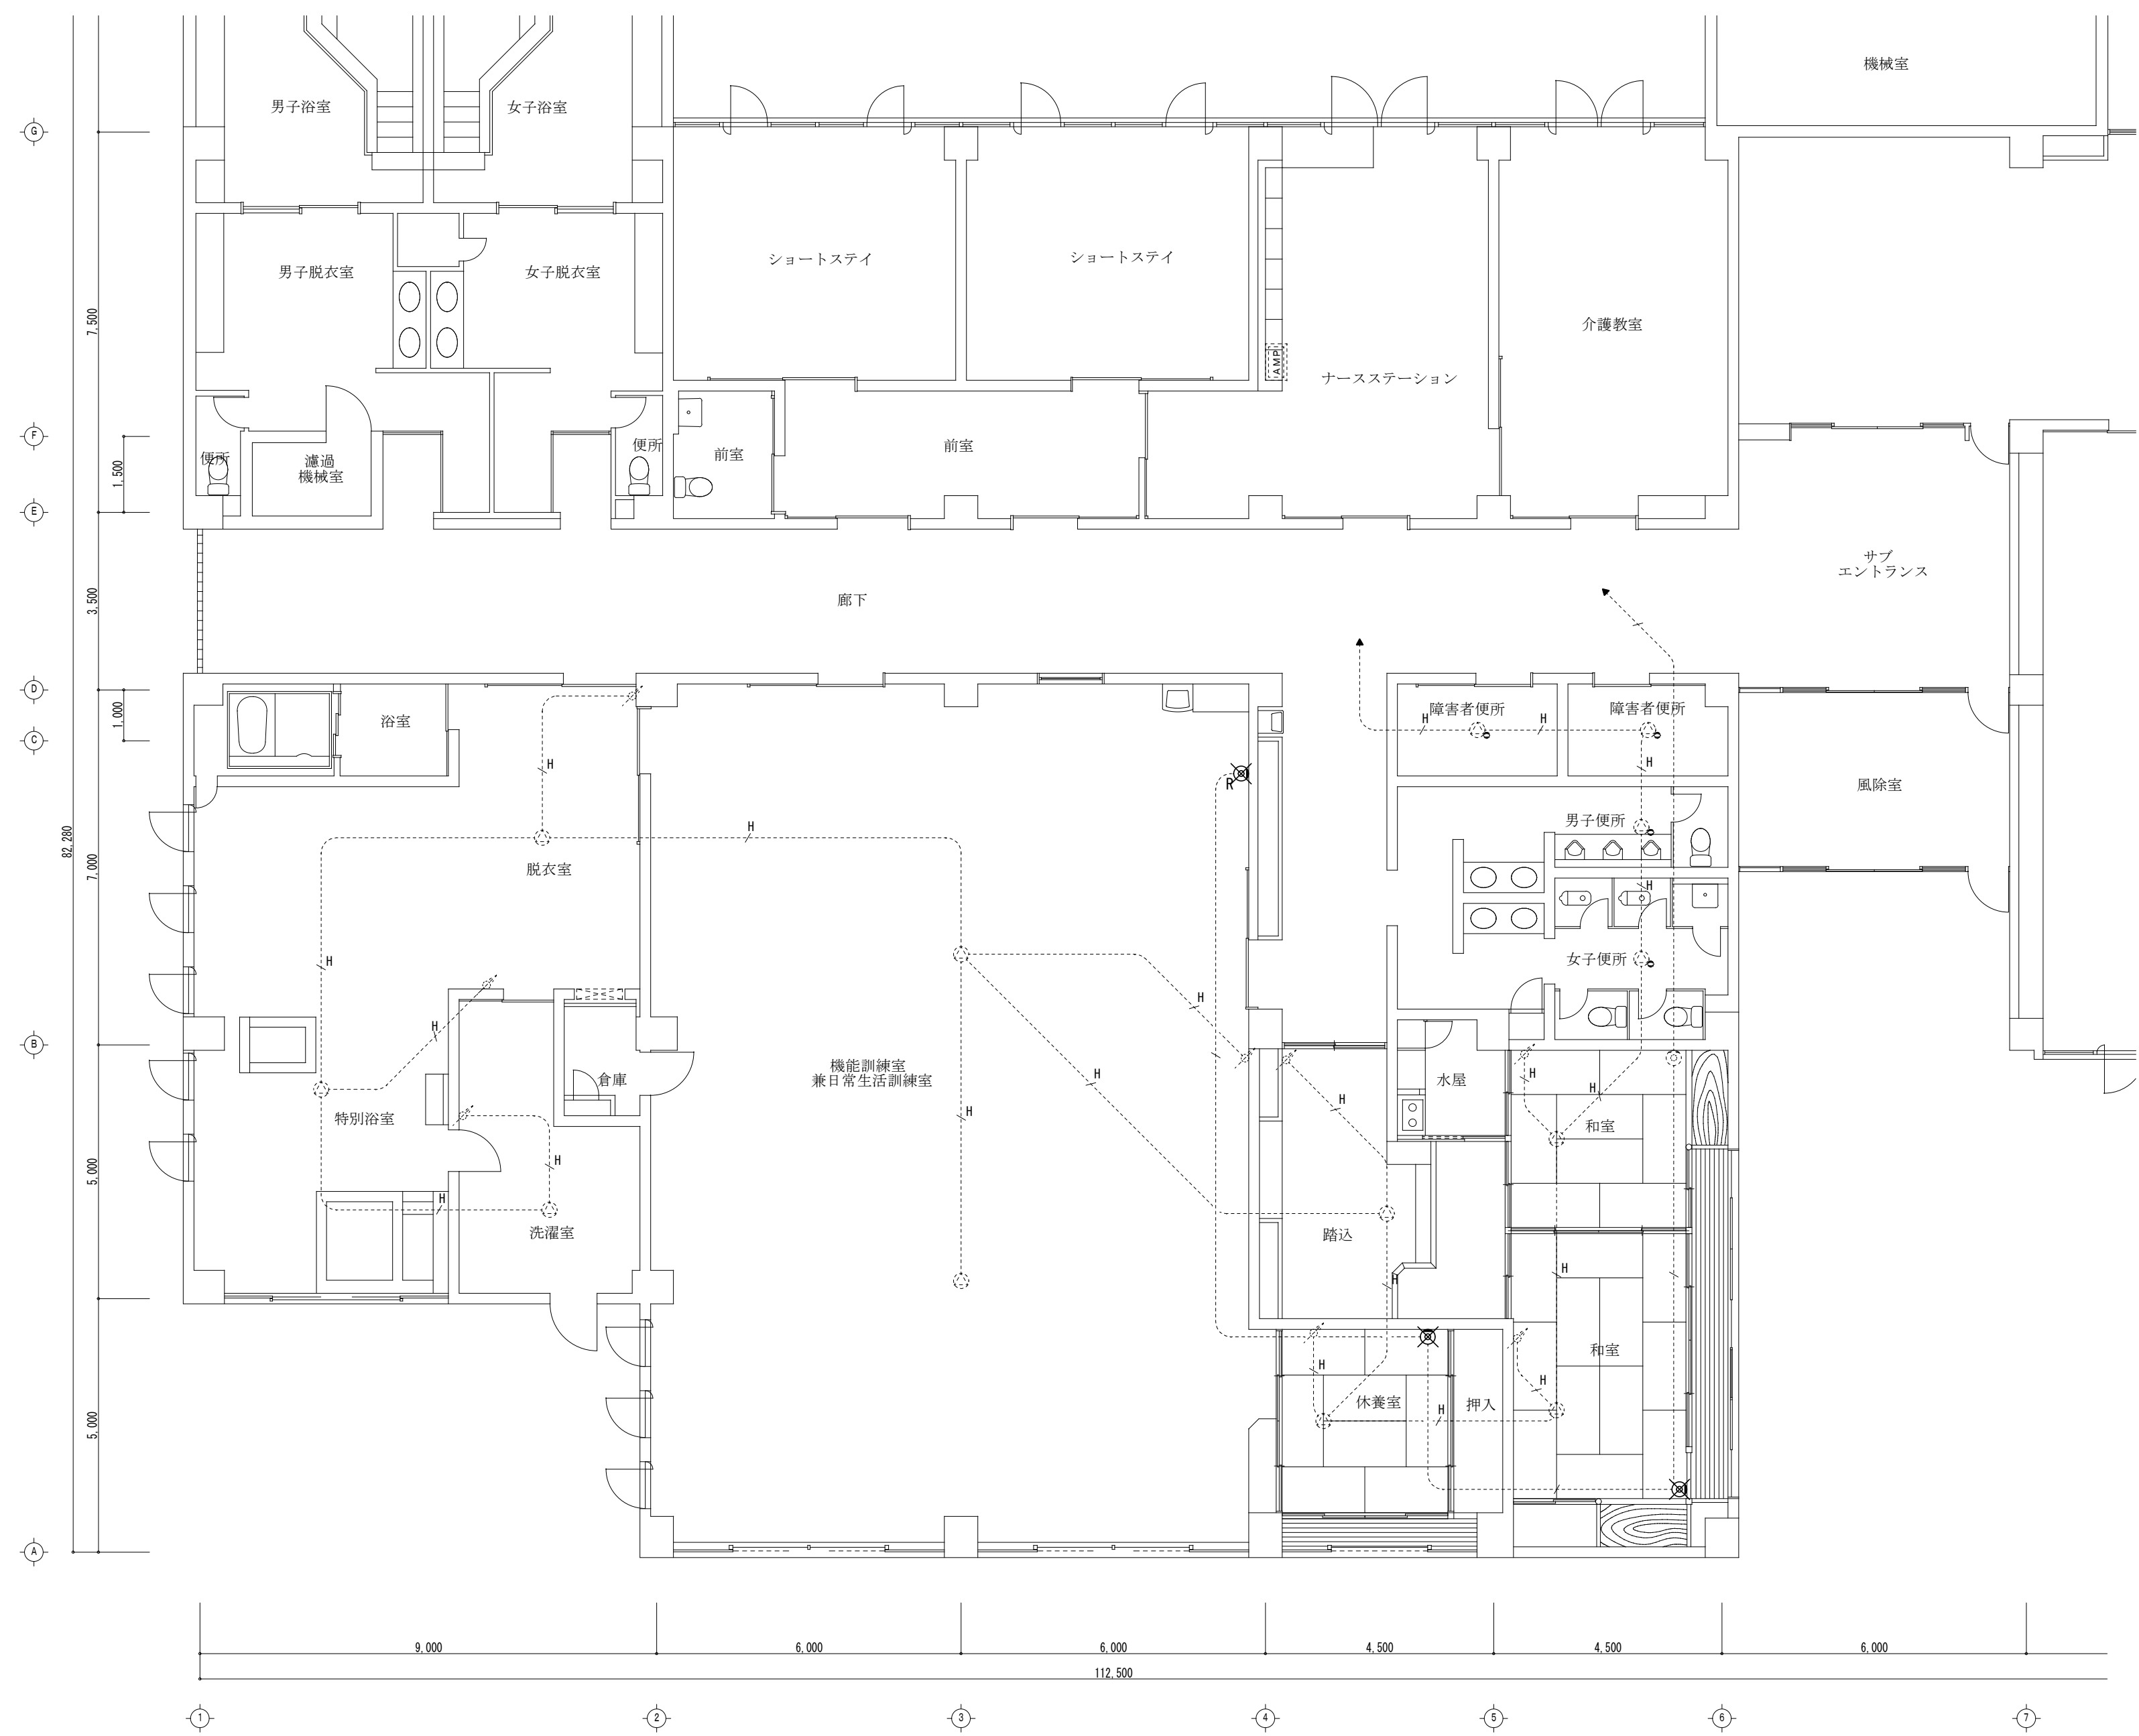 機械室
男子浴室
女子浴室
G
男子脱衣室
女子脱衣室
ショートステイ
ショートステイ
7,500
介護教室
AMP
ナースステーション
F
便所
濾過
機械室
便所
前室
前室
1,500
E
サブ
エントランス
3,500
廊下
D
1,000
浴室
障害者便所
障害者便所
H
H
C
H
H
R
風除室
82,280
7,000
H
男子便所
脱衣室
H
女子便所
H
H
H
B
機能訓練室
兼日常生活訓練室
倉庫
水屋
H
H
H
H
特別浴室
H
和室
5,000
H
H
洗濯室
踏込
H
H
和室
H
H
休養室
押入
H
5,000
A
9,000
6,000
6,000
4,500
4,500
6,000
112,500
1
2
3
4
5
6
7